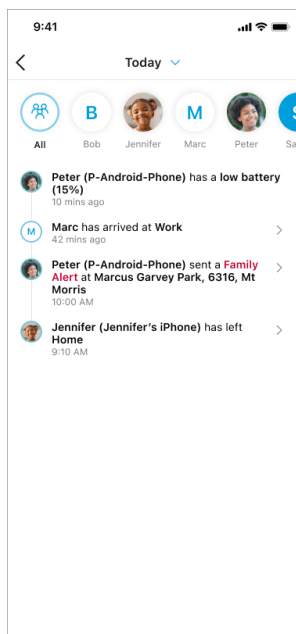 9:41
Today
B
M
S
All
Bob
Jennifer
Marc
Peter
Peter (P-Android-Phone) has a low battery
(15%)
10 mins ago
M
Marc has arrived at Work
42 mins ago
Peter (P-Android-Phone) sent a Family
Alert at Marcus Garvey Park, 6316, Mt
Morris
10:00 AM
Jennifer (Jennifer's iPhone) has left
Home
9:10 AM